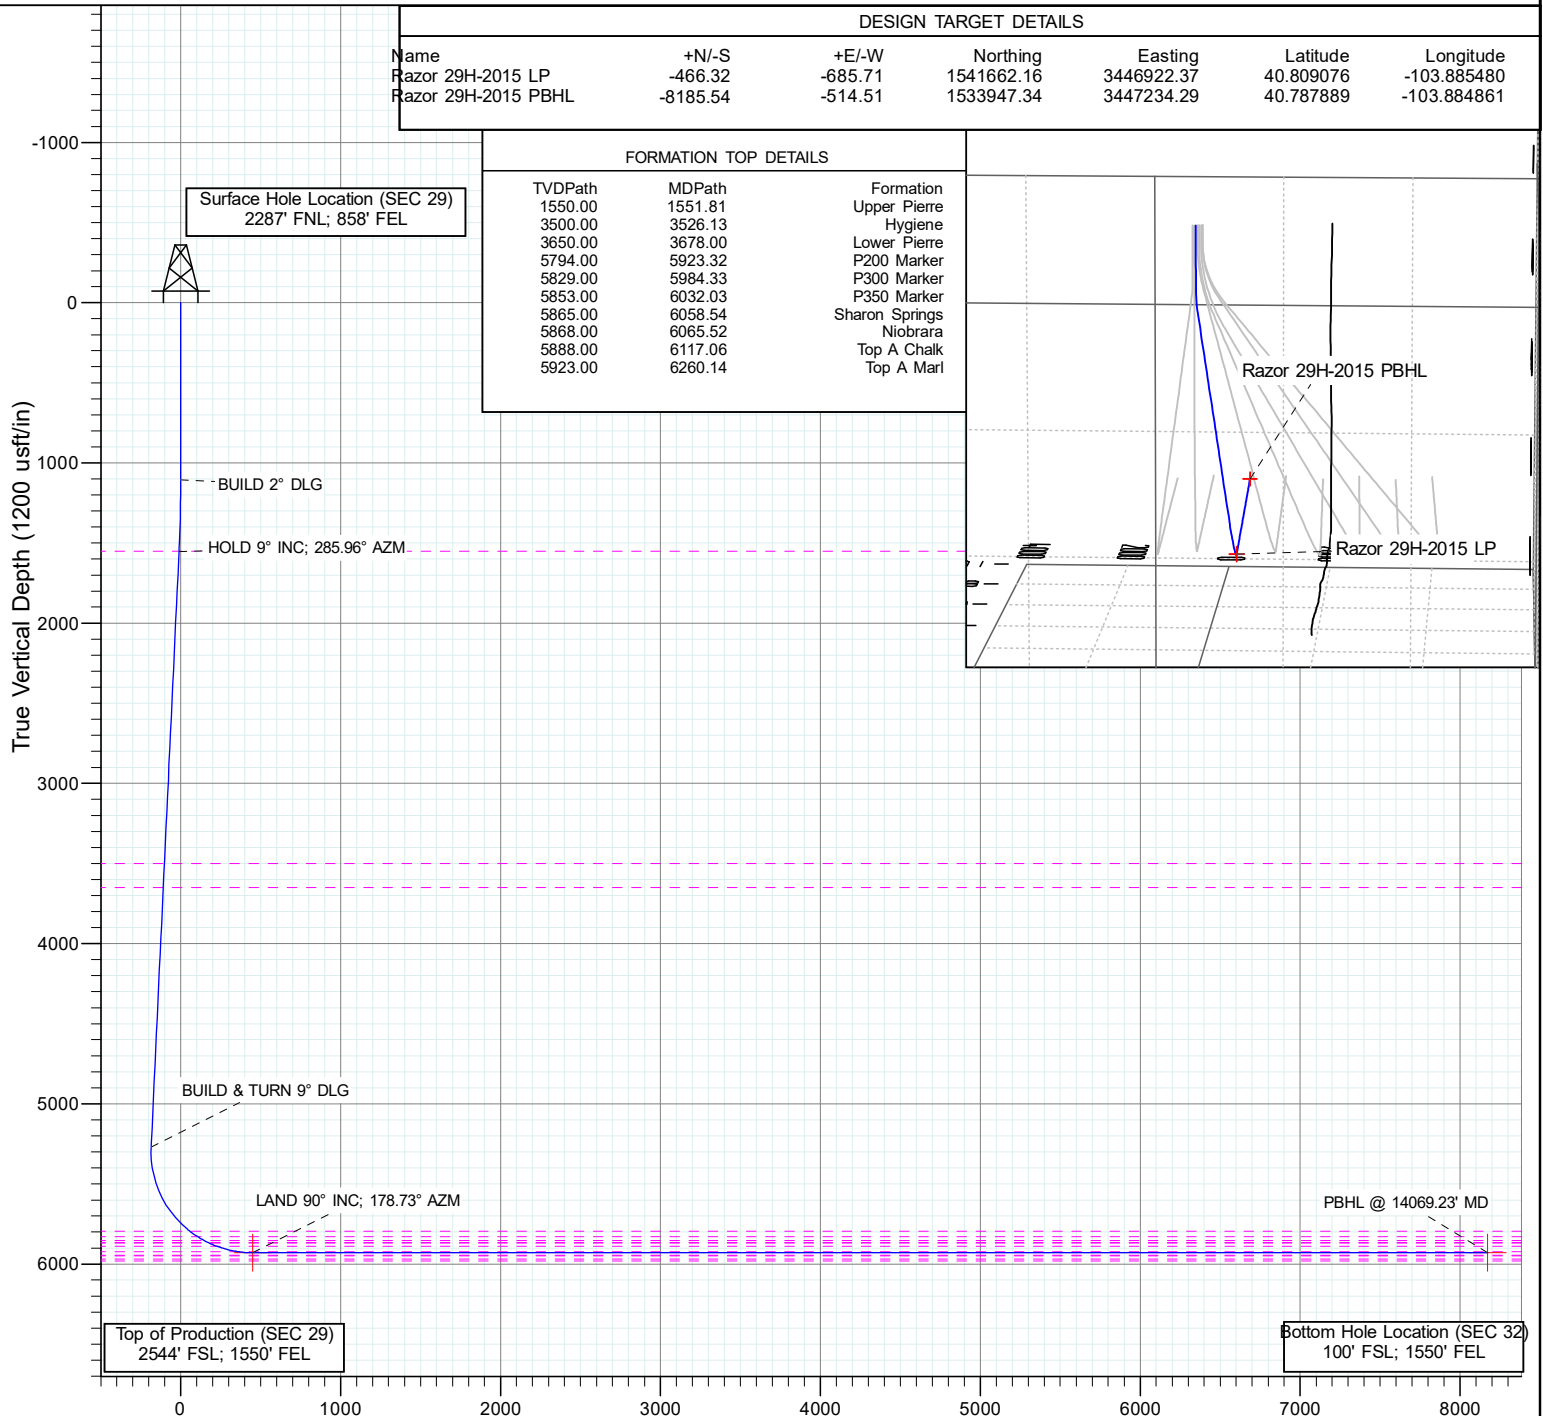 DESIGN TARGET DETAILS
Name +N/-S +E/-W Northing Easting Latitude Longitude
Razor 29H-2015 LP -466.32 -685.71 1541662.16 3446922.37 40.809076 -103.885480
Razor 29H-2015 PBHL -8185.54 -514.51 1533947.34 3447234.29 40.787889 -103.884861
FORMATION TOP DETAILS
TVDPath MDPath Formation
1550.00 1551.81 Upper Pierre
3500.00 3526.13 Hygiene
3650.00 3678.00 Lower Pierre
5794.00 5923.32 P200 Marker
5829.00 5984.33 P300 Marker
5853.00 6032.03 P350 Marker
5865.00 6058.54 Sharon Springs
5868.00 6065.52 Niobrara
5888.00 6117.06 Top A Chalk
5923.00 6260.14 Top A Marl
Surface Hole Location (SEC 29)
2287' FNL; 858' FEL
Razor 29H-2015 PBHL
Razor 29H-2015 LP
True Vertical Depth (1200 usft/in)
-1000
0
1000
2000
3000
4000
5000
6000
BUILD 2° DLG
HOLD 9° INC; 285.96° AZM
BUILD & TURN 9° DLG
LAND 90° INC; 178.73° AZM
PBHL @ 14069.23' MD
Top of Production (SEC 29)
2544' FSL; 1550' FEL
Bottom Hole Location (SEC 32)
100' FSL; 1550' FEL
0 1000 2000 3000 4000 5000 6000 7000 8000